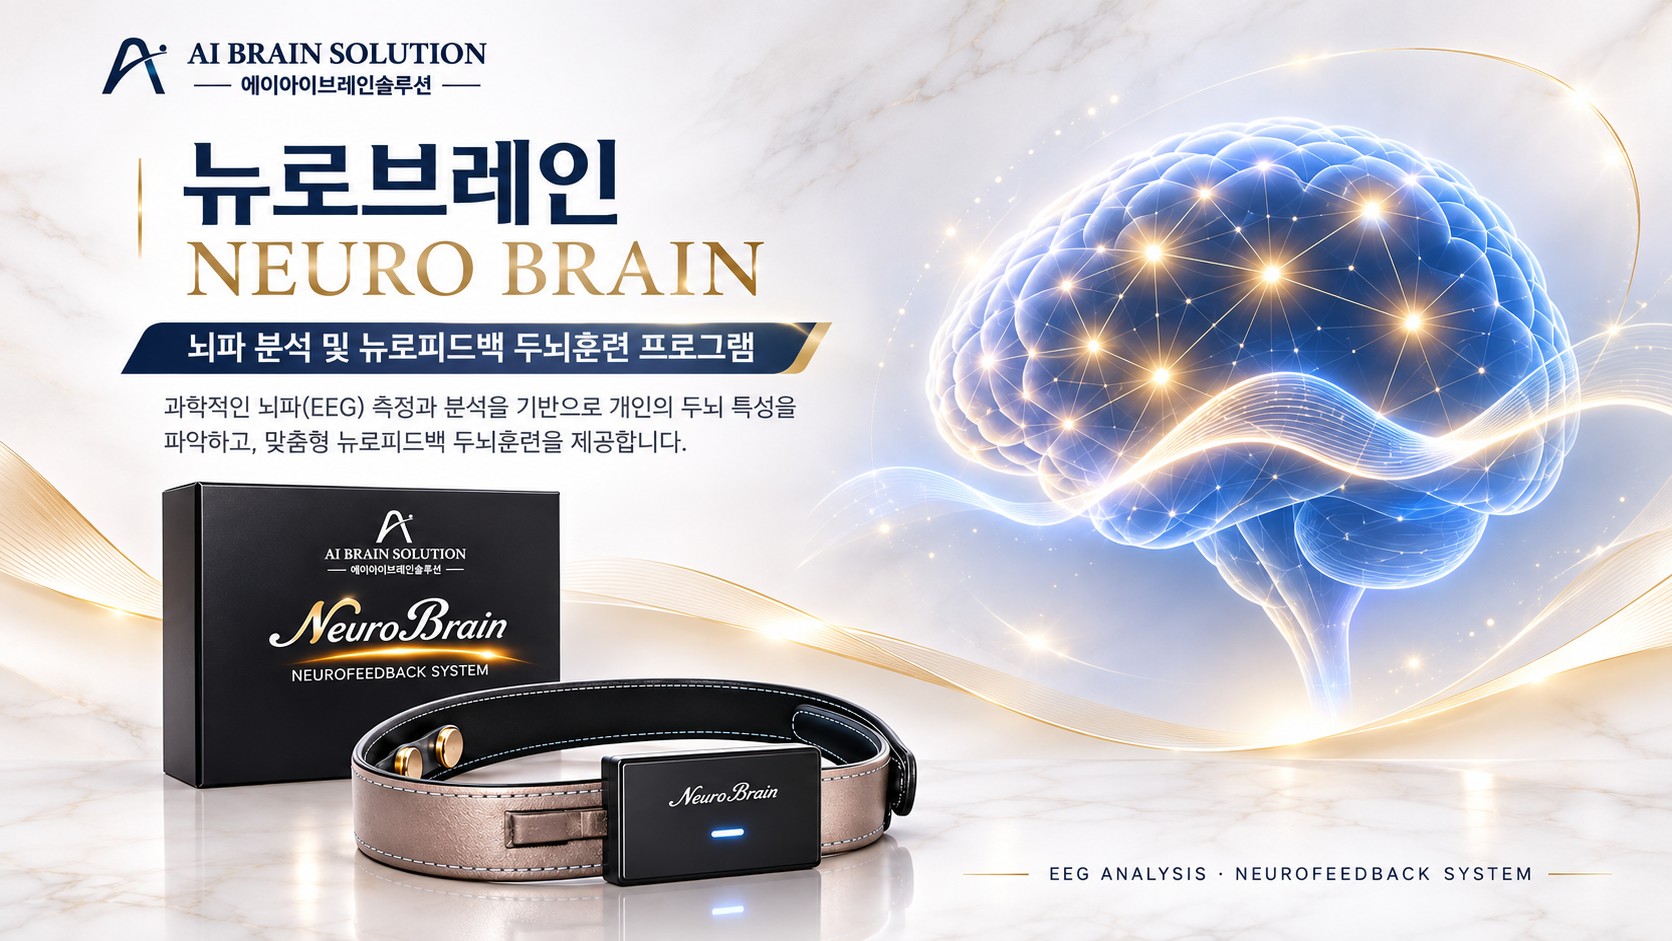 AI BRAIN SOLUTION
에이아이브레인솔루션
뉴로브레인
NEURO BRAIN
뇌파 분석 및 뉴로피드백 두뇌훈련 프로그램
과학적인 뇌파(EEG) 측정과 분석을 기반으로 개인의 두뇌 특성을
파악하고, 맞춤형 뉴로피드백 두뇌훈련을 제공합니다.
AI BRAIN SOLUTION
에이아이브레인솔루션
NeuroBrain
NEUROFEEDBACK SYSTEM
NeuroBrain
EEG ANALYSIS · NEUROFEEDBACK SYSTEM